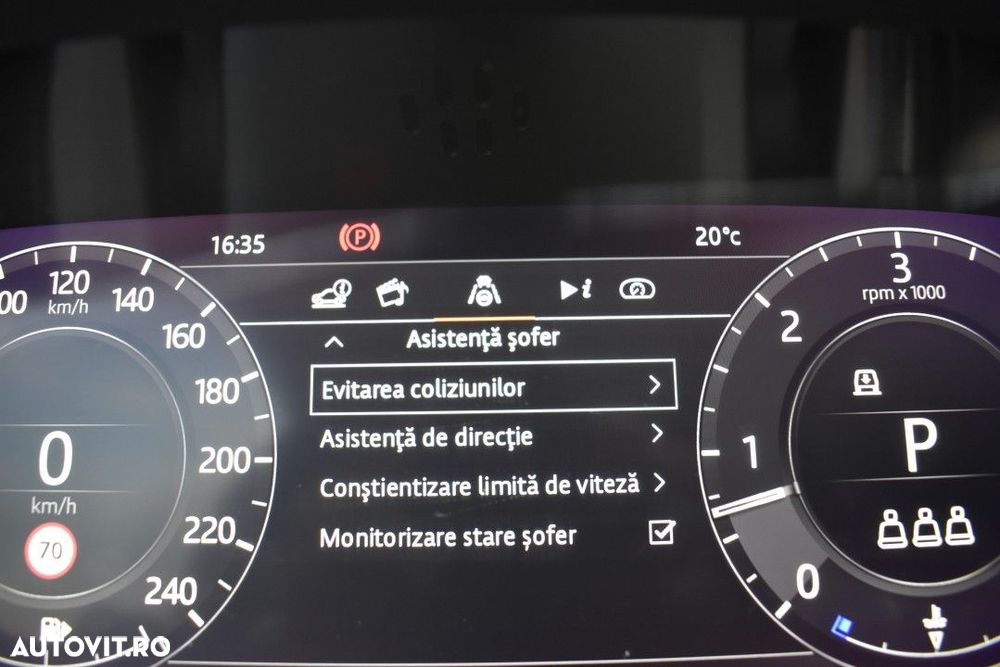 16:35
P
20°c
100
120
km/h
140
160
180
200
220
240
0
km/h
70
i
Asistență șofer
Evitarea coliziunilor
Asistență de direcție
Conștientizare limită de viteză
Monitorizare stare șofer
3
rpm x 1000
2
1
0
P
AUTOVIT.RO